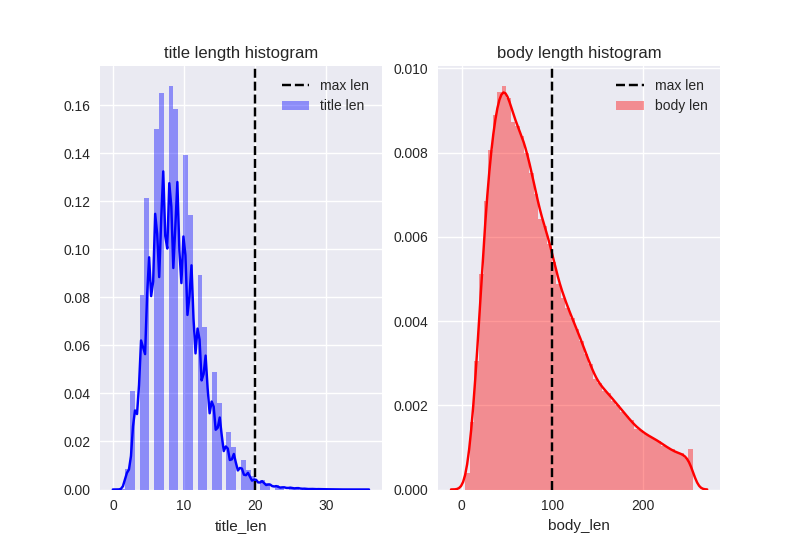 title length histogram
max len
title len
0.16
0.14
0.12
0.10
0.08
0.06
0.04
0.02
0.00
0 10 20 30
title_len
body length histogram
max len
body len
0.010
0.008
0.006
0.004
0.002
0.000
0 100 200
body_len